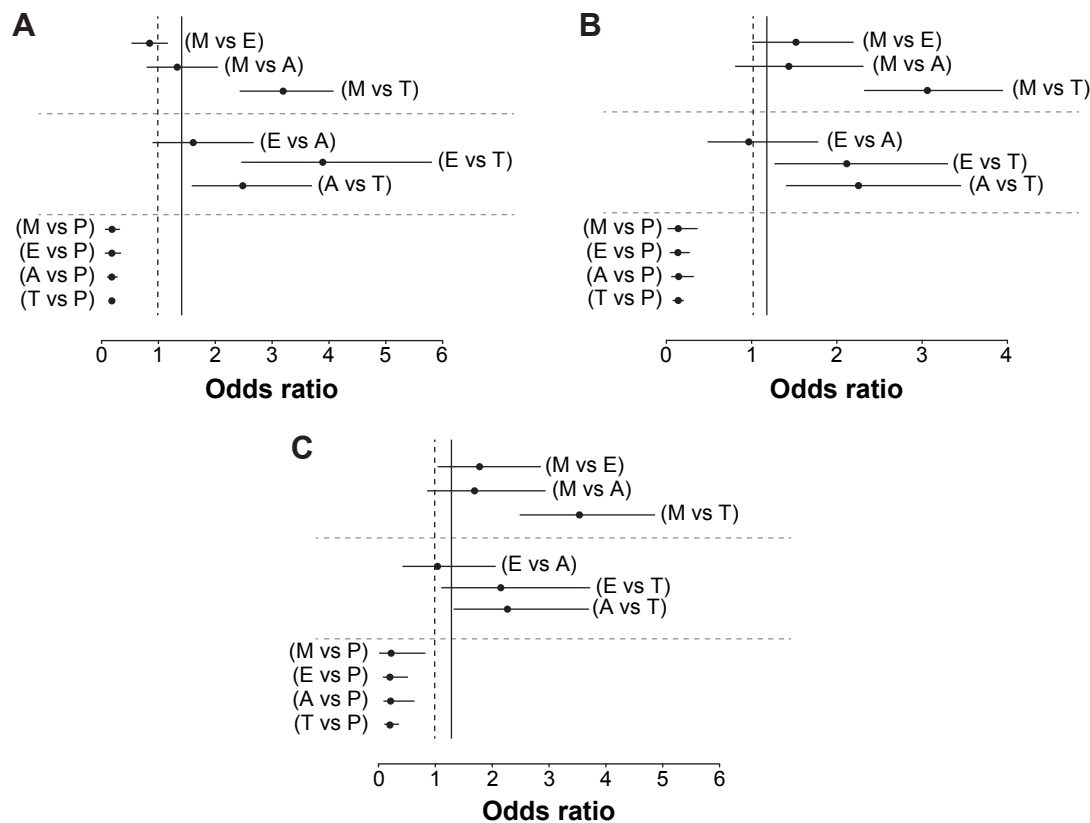 A
(M vs E)
(M vs A)
(M vs T)
(E vs A)
(E vs T)
(A vs T)
(M vs P)
(E vs P)
(A vs P)
(T vs P)
0 1 2 3 4 5 6
Odds ratio
B
(M vs E)
(M vs A)
(M vs T)
(E vs A)
(E vs T)
(A vs T)
(M vs P)
(E vs P)
(A vs P)
(T vs P)
0 1 2 3 4
Odds ratio
C
(M vs E)
(M vs A)
(M vs T)
(E vs A)
(E vs T)
(A vs T)
(M vs P)
(E vs P)
(A vs P)
(T vs P)
0 1 2 3 4 5 6
Odds ratio